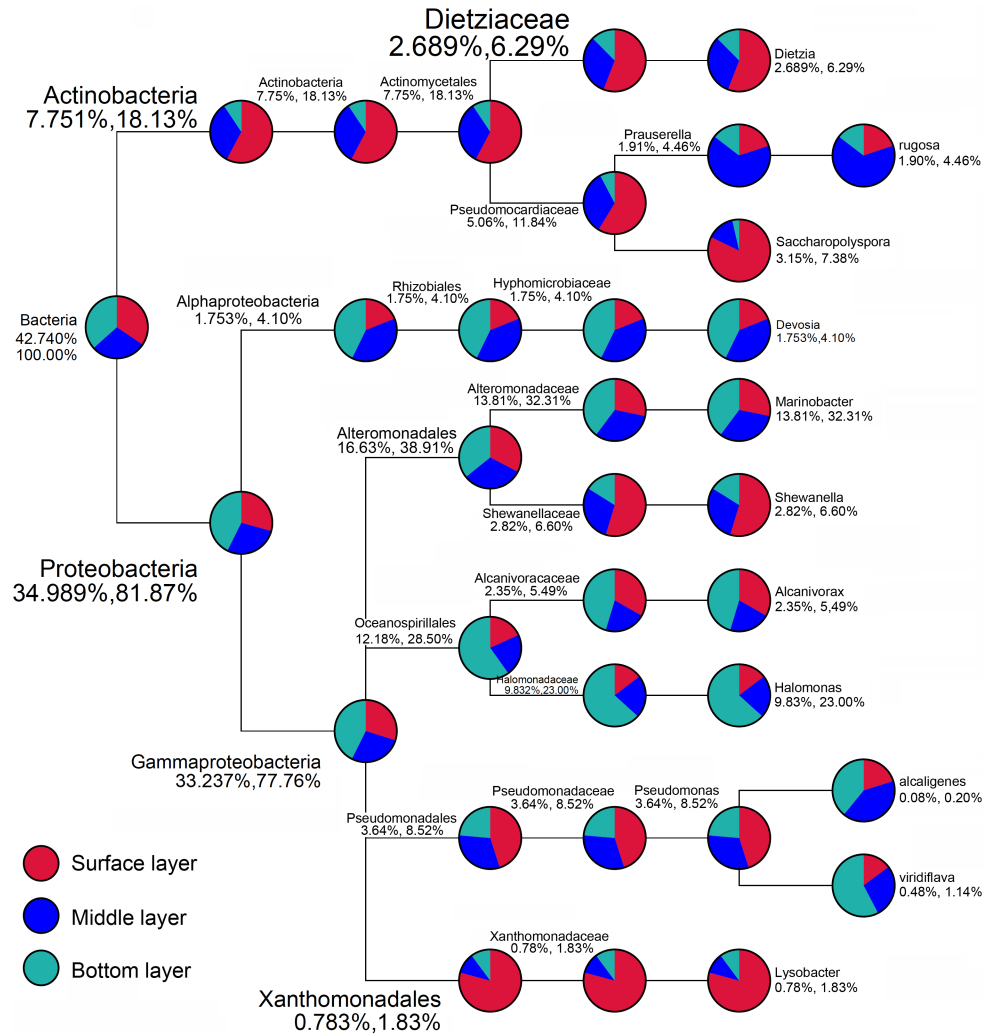 Dietziaceae
2.689%,6.29%
Dietzia
2.689%, 6.29%
Actinobacteria
7.751%,18.13%
Actinobacteria
7.75%, 18.13%
Actinomycetales
7.75%, 18.13%
Prauserella
1.91%, 4.46%
rugosa
1.90%, 4.46%
Pseudomocardiaceae
5.06%, 11.84%
Saccharopolyspora
3.15%, 7.38%
Bacteria
42.740%
100.00%
Alphaproteobacteria
1.753%, 4.10%
Rhizobiales
1.75%, 4.10%
Hyphomicrobiaceae
1.75%, 4.10%
Devosia
1.753%,4.10%
Alteromonadaceae
13.81%, 32.31%
Marinobacter
13.81%, 32.31%
Alteromonadales
16.63%, 38.91%
Shewanellaceae
2.82%, 6.60%
Shewanella
2.82%, 6.60%
Proteobacteria
34.989%,81.87%
Alcanivoracaceae
2.35%, 5.49%
Alcanivorax
2.35%, 5,49%
Oceanospirillales
12.18%, 28.50%
Halomonadaceae
9.832%,23.00%
Halomonas
9.83%, 23.00%
Gammaproteobacteria
33.237%,77.76%
Pseudomonadales
3.64%, 8.52%
Pseudomonadaceae
3.64%, 8.52%
Pseudomonas
3.64%, 8.52%
alcaligenes
0.08%, 0.20%
viridiflava
0.48%, 1.14%
Surface layer
Middle layer
Bottom layer
Xanthomonadaceae
0.78%, 1.83%
Xanthomonadales
0.783%,1.83%
Lysobacter
0.78%, 1.83%